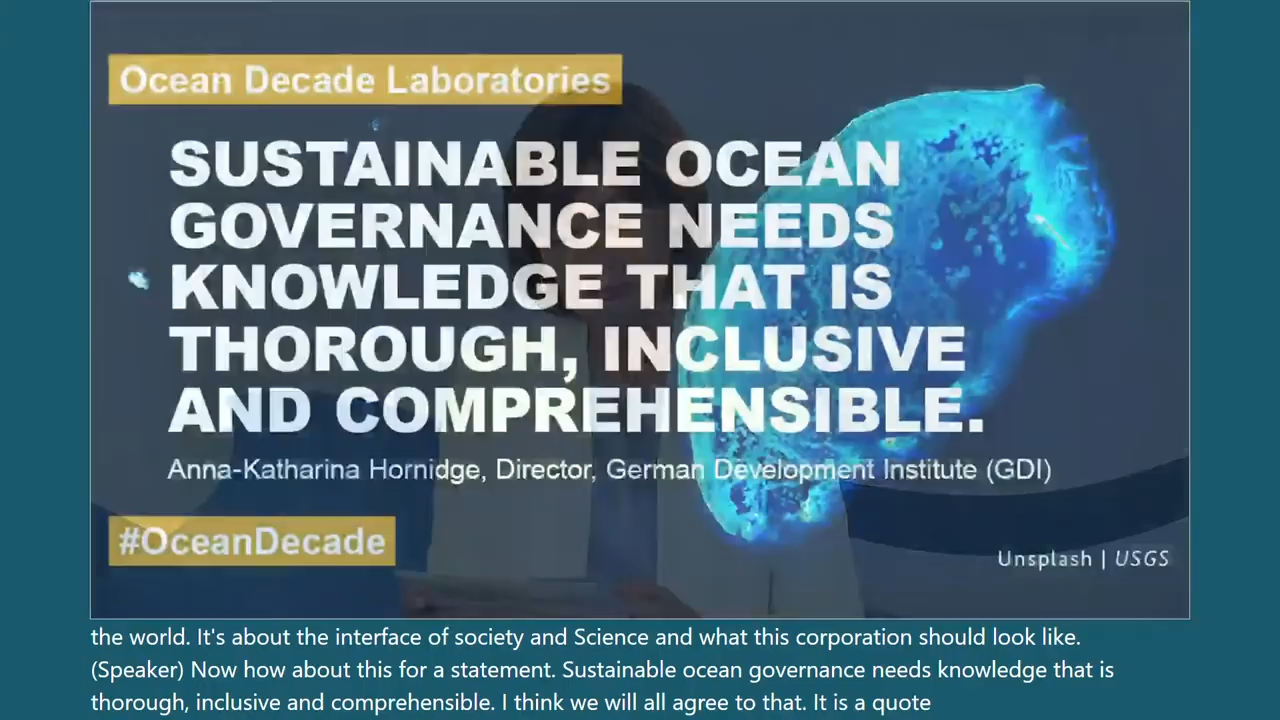 Ocean Decade Laboratories
SUSTAINABLE OCEAN
GOVERNANCE NEEDS
KNOWLEDGE THAT IS
THOROUGH, INCLUSIVE
AND COMPREHENSIBLE.
Anna-Katharina Hornidge, Director, German Development Institute (GDI)
#OceanDecade
Unsplash | USGS
the world. It's about the interface of society and Science and what this corporation should look like.
(Speaker) Now how about this for a statement. Sustainable ocean governance needs knowledge that is
thorough, inclusive and comprehensible. I think we will all agree to that. It is a quote